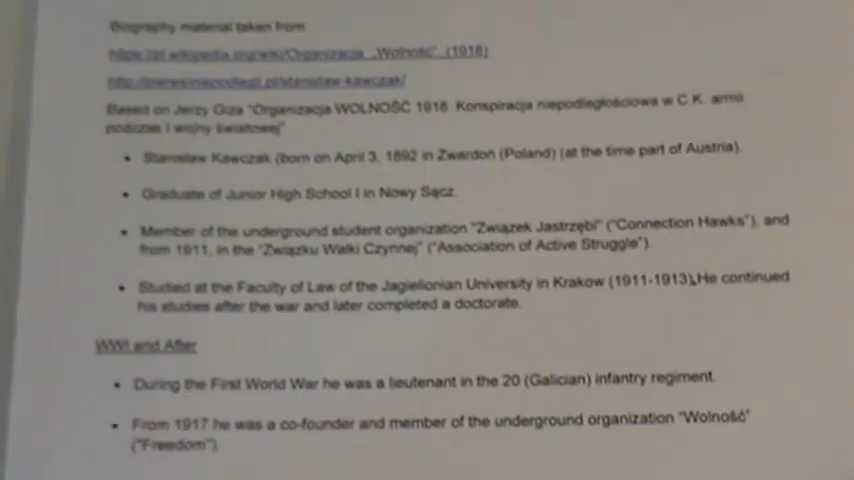 Biography material taken from
https://pl.wikipedia.org/wiki/Organizacja_„Wolność”_(1918)
http://pieresiniepodlegli.pl/stanislaw-kawczak/
Based on Jerzy Giza "Organizacja WOLNOŚĆ 1918. Konspiracja niepodległościowa w C.K. armii
podczas I wojny światowej"
• Stanisław Kawczak (born on April 3, 1892 in Zwardoń (Poland) (at the time part of Austria).
• Graduate of Junior High School I in Nowy Sącz.
• Member of the underground student organization "Związek Jastrzębi" ("Connection Hawks"), and
from 1911, in the "Związku Walki Czynnej" ("Association of Active Struggle").
• Studied at the Faculty of Law of the Jagiellonian University in Krakow (1911-1913).He continued
his studies after the war and later completed a doctorate.
WWI and After
• During the First World War he was a lieutenant in the 20 (Galician) infantry regiment.
• From 1917 he was a co-founder and member of the underground organization "Wolność"
("Freedom")